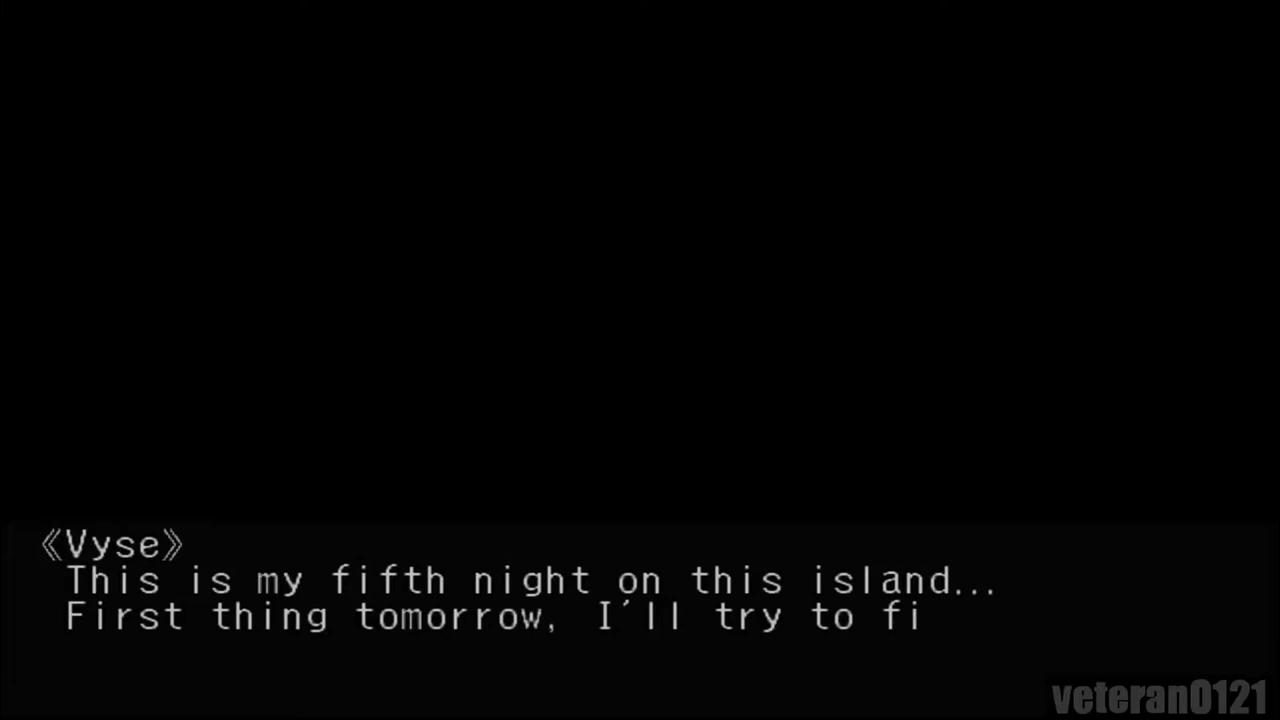 《Vyse》
This is my fifth night on this island...
First thing tomorrow, I'll try to fi
veteran0121